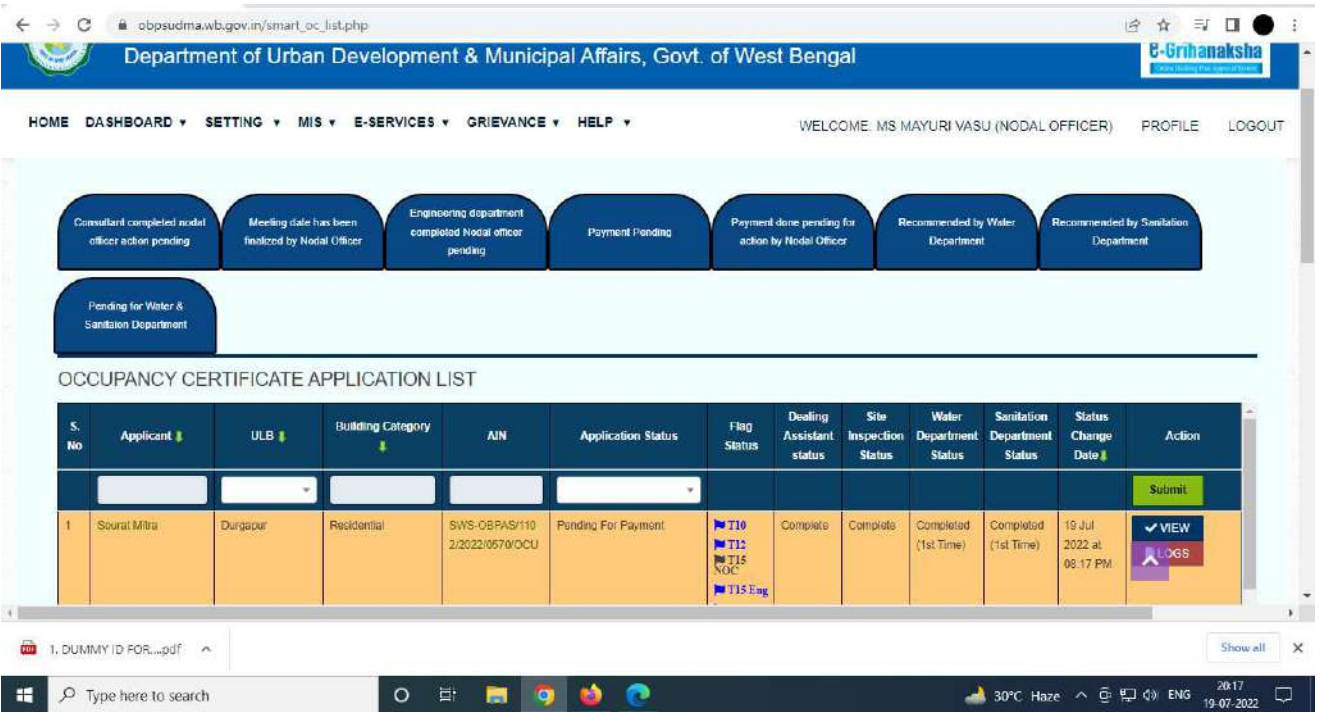 obpsudma.wb.gov.in/smart_oc_list.php
Department of Urban Development & Municipal Affairs, Govt. of West Bengal
e-Grihanaksha
HOME DASHBOARD SETTING MIS E-SERVICES GRIEVANCE HELP
WELCOME: MS MAYURI VASU (NODAL OFFICER) PROFILE LOGOUT
Consultant completed nodal
officer action pending
Meeting date has been
finalized by Nodal Officer
Engineering department
completed Nodal officer
pending
Payment Pending
Payment done pending for
action by Nodal Officer
Recommended by Water
Department
Recommended by Sanitation
Department
Pending for Water &
Sanitaion Department
OCCUPANCY CERTIFICATE APPLICATION LIST
S.
No
Applicant
ULB
Building Category
AIN
Application Status
Flag
Status
Dealing
Assistant
status
Site
Inspection
Status
Water
Department
Status
Sanitation
Department
Status
Status
Change
Date
Action
Submit
1
Sourat Mitra
Durgapur
Residential
SWS-OBPAS/110
2/2022/0570/OCU
Pending For Payment
T10
T12
T15
NOC
T15 Eng
Complete
Complete
Completed
(1st Time)
Completed
(1st Time)
19 Jul
2022 at
08:17 PM
VIEW
LOGS
1. DUMMY ID FOR....pdf
Show all
Type here to search
30°C Haze
ENG
20:17
19-07-2022